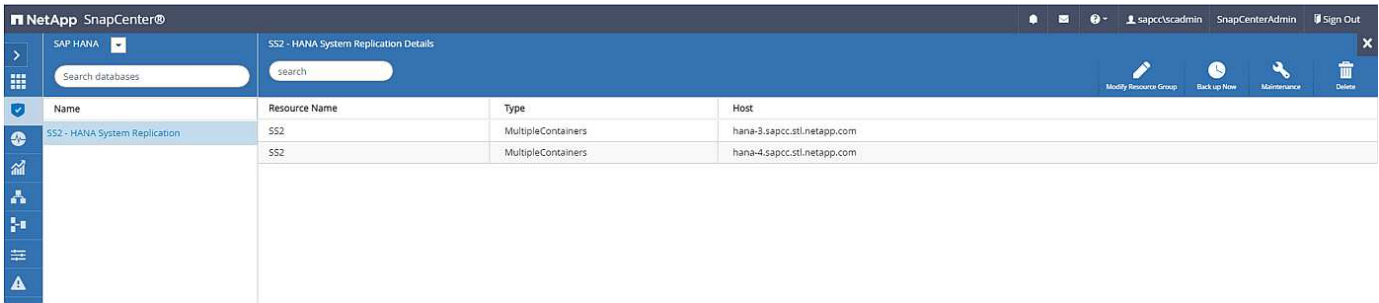 NetApp SnapCenter® sapcc\scadmin SnapCenterAdmin Sign Out
SAP HANA
SS2 - HANA System Replication Details
Search databases
search
Modify Resource Group Back up Now Maintenance Delete
Name
Resource Name Type Host
SS2 - HANA System Replication
SS2 MultipleContainers hana-3.sapcc.stl.netapp.com
SS2 MultipleContainers hana-4.sapcc.stl.netapp.com